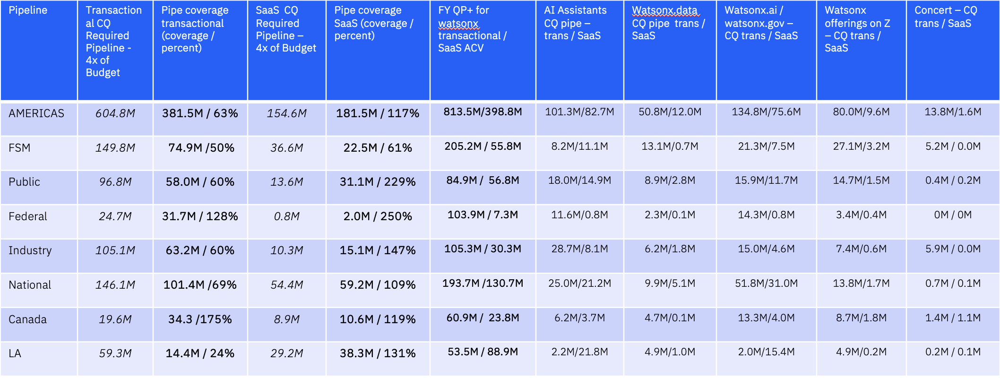 Pipeline
Transaction
al CQ
Required
Pipeline -
4x of
Budget
Pipe coverage
transactional
(coverage /
percent)
SaaS  CQ
Required
Pipeline –
4x of Budget
Pipe coverage
SaaS (coverage /
percent)
FY QP+ for
watsonx
transactional /
SaaS ACV
AI Assistants
CQ pipe –
trans / SaaS
Watsonx.data
CQ pipe  trans /
SaaS
Watsonx.ai /
watsonx.gov –
CQ trans / SaaS
Watsonx
offerings on Z
– CQ trans /
SaaS
Concert – CQ
trans / SaaS
AMERICAS 604.8M 381.5M / 63% 154.6M 181.5M / 117% 813.5M/398.8M 101.3M/82.7M 50.8M/12.0M 134.8M/75.6M 80.0M/9.6M 13.8M/1.6M
FSM 149.8M 74.9M /50% 36.6M 22.5M / 61% 205.2M / 55.8M 8.2M/11.1M 13.1M/0.7M 21.3M/7.5M 27.1M/3.2M 5.2M / 0.0M
Public 96.8M 58.0M / 60% 13.6M 31.1M / 229% 84.9M /  56.8M 18.0M/14.9M 8.9M/2.8M 15.9M/11.7M 14.7M/1.5M 0.4M / 0.2M
Federal 24.7M 31.7M / 128% 0.8M 2.0M / 250% 103.9M / 7.3M 11.6M/0.8M 2.3M/0.1M 14.3M/0.8M 3.4M/0.4M 0M / 0M
Industry 105.1M 63.2M / 60% 10.3M 15.1M / 147% 105.3M / 30.3M 28.7M/8.1M 6.2M/1.8M 15.0M/4.6M 7.4M/0.6M 5.9M / 0.0M
National 146.1M 101.4M /69% 54.4M 59.2M / 109% 193.7M /130.7M 25.0M/21.2M 9.9M/5.1M 51.8M/31.0M 13.8M/1.7M 0.7M / 0.1M
Canada 19.6M 34.3 /175% 8.9M 10.6M / 119% 60.9M /  23.8M 6.2M/3.7M 4.7M/0.1M 13.3M/4.0M 8.7M/1.8M 1.4M / 1.1M
LA 59.3M 14.4M / 24% 29.2M 38.3M / 131% 53.5M / 88.9M 2.2M/21.8M 4.9M/1.0M 2.0M/15.4M 4.9M/0.2M 0.2M / 0.1M